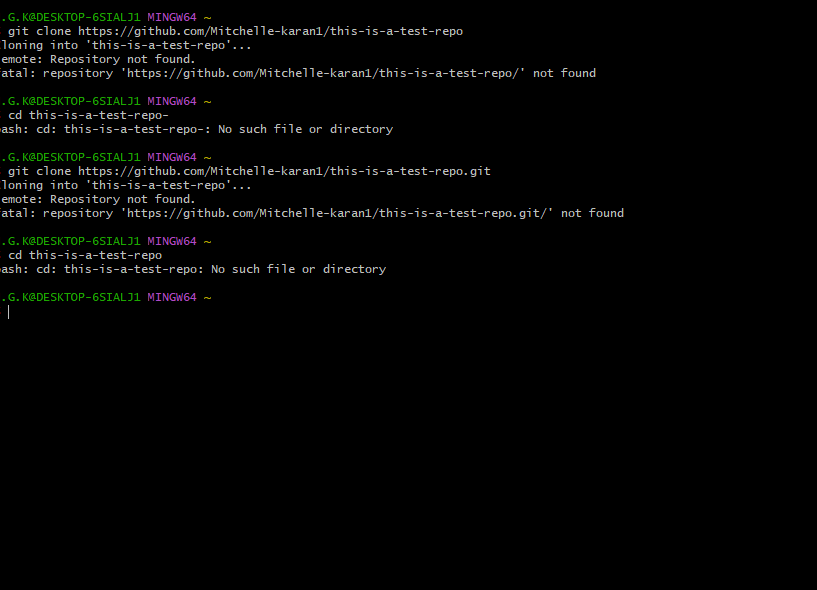 .G.K@DESKTOP-6SIALJ1 MINGW64 ~
git clone https://github.com/Mitchelle-karan1/this-is-a-test-repo
loning into 'this-is-a-test-repo'...
emote: Repository not found.
atal: repository 'https://github.com/Mitchelle-karan1/this-is-a-test-repo/' not found
.G.K@DESKTOP-6SIALJ1 MINGW64 ~
cd this-is-a-test-repo-
ash: cd: this-is-a-test-repo-: No such file or directory
.G.K@DESKTOP-6SIALJ1 MINGW64 ~
git clone https://github.com/Mitchelle-karan1/this-is-a-test-repo.git
loning into 'this-is-a-test-repo'...
emote: Repository not found.
atal: repository 'https://github.com/Mitchelle-karan1/this-is-a-test-repo.git/' not found
.G.K@DESKTOP-6SIALJ1 MINGW64 ~
cd this-is-a-test-repo
ash: cd: this-is-a-test-repo: No such file or directory
.G.K@DESKTOP-6SIALJ1 MINGW64 ~